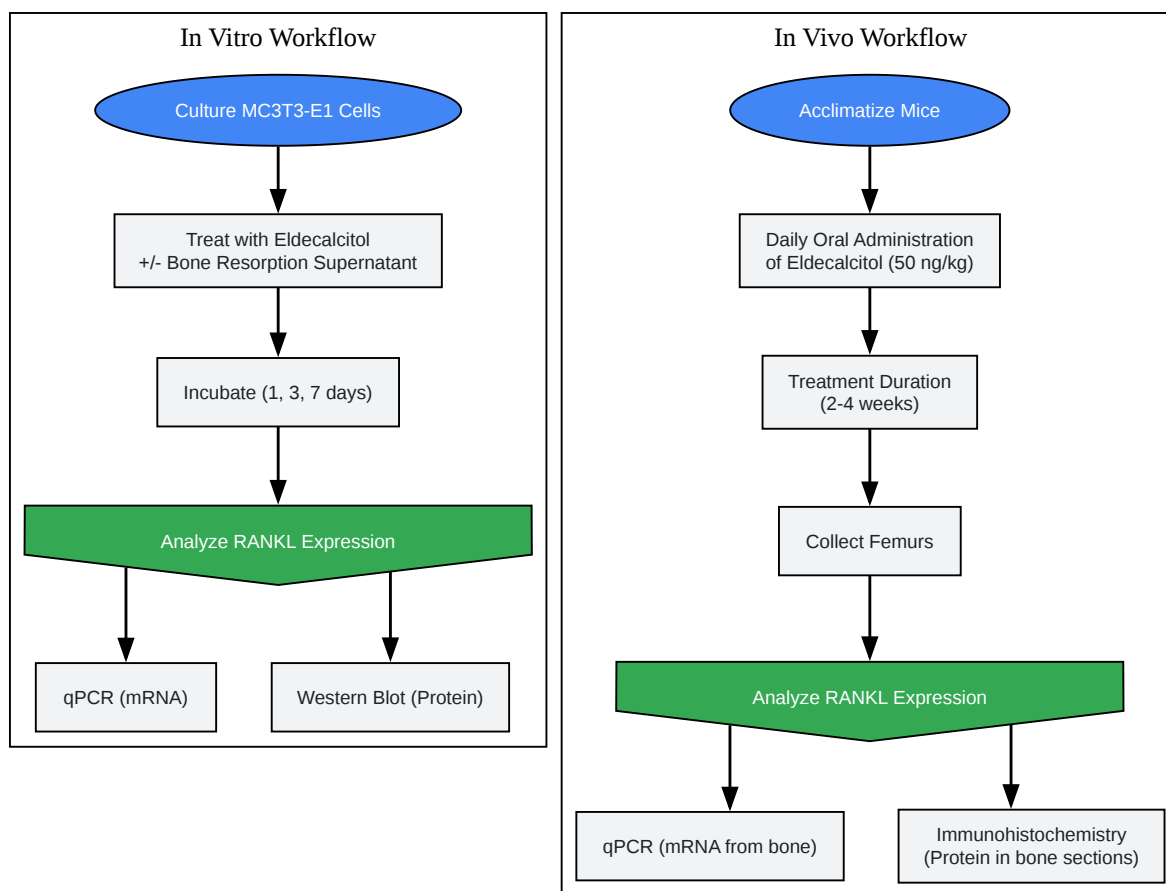 In Vitro Workflow
Culture MC3T3-E1 Cells
Treat with Eldecalcitol
+/- Bone Resorption Supernatant
Incubate (1, 3, 7 days)
Analyze RANKL Expression
qPCR (mRNA)
Western Blot (Protein)
In Vivo Workflow
Acclimatize Mice
Daily Oral Administration
of Eldecalcitol (50 ng/kg)
Treatment Duration
(2-4 weeks)
Collect Femurs
Analyze RANKL Expression
qPCR (mRNA from bone)
Immunohistochemistry
(Protein in bone sections)